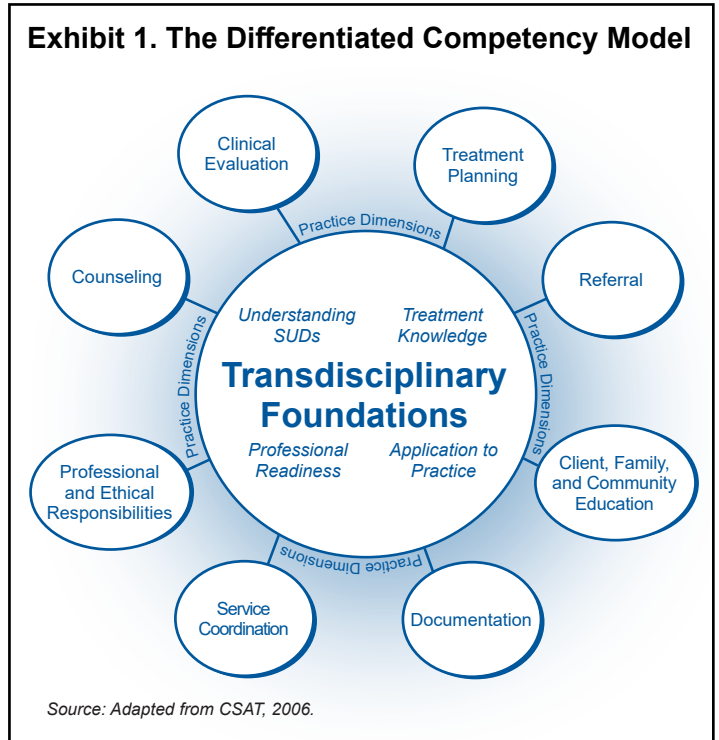 Exhibit 1. The Differentiated Competency Model
Clinical
Evaluation
Treatment
Planning
Practice Dimensions
Counseling
Referral
Understanding
SUDs
Treatment
Knowledge
Practice Dimensions
Practice Dimensions
Transdisciplinary
Foundations
Professional
Readiness
Application to
Practice
Professional
and Ethical
Responsibilities
Client, Family,
and Community
Education
Practice Dimensions
Service
Coordination
Documentation
Source: Adapted from CSAT, 2006.